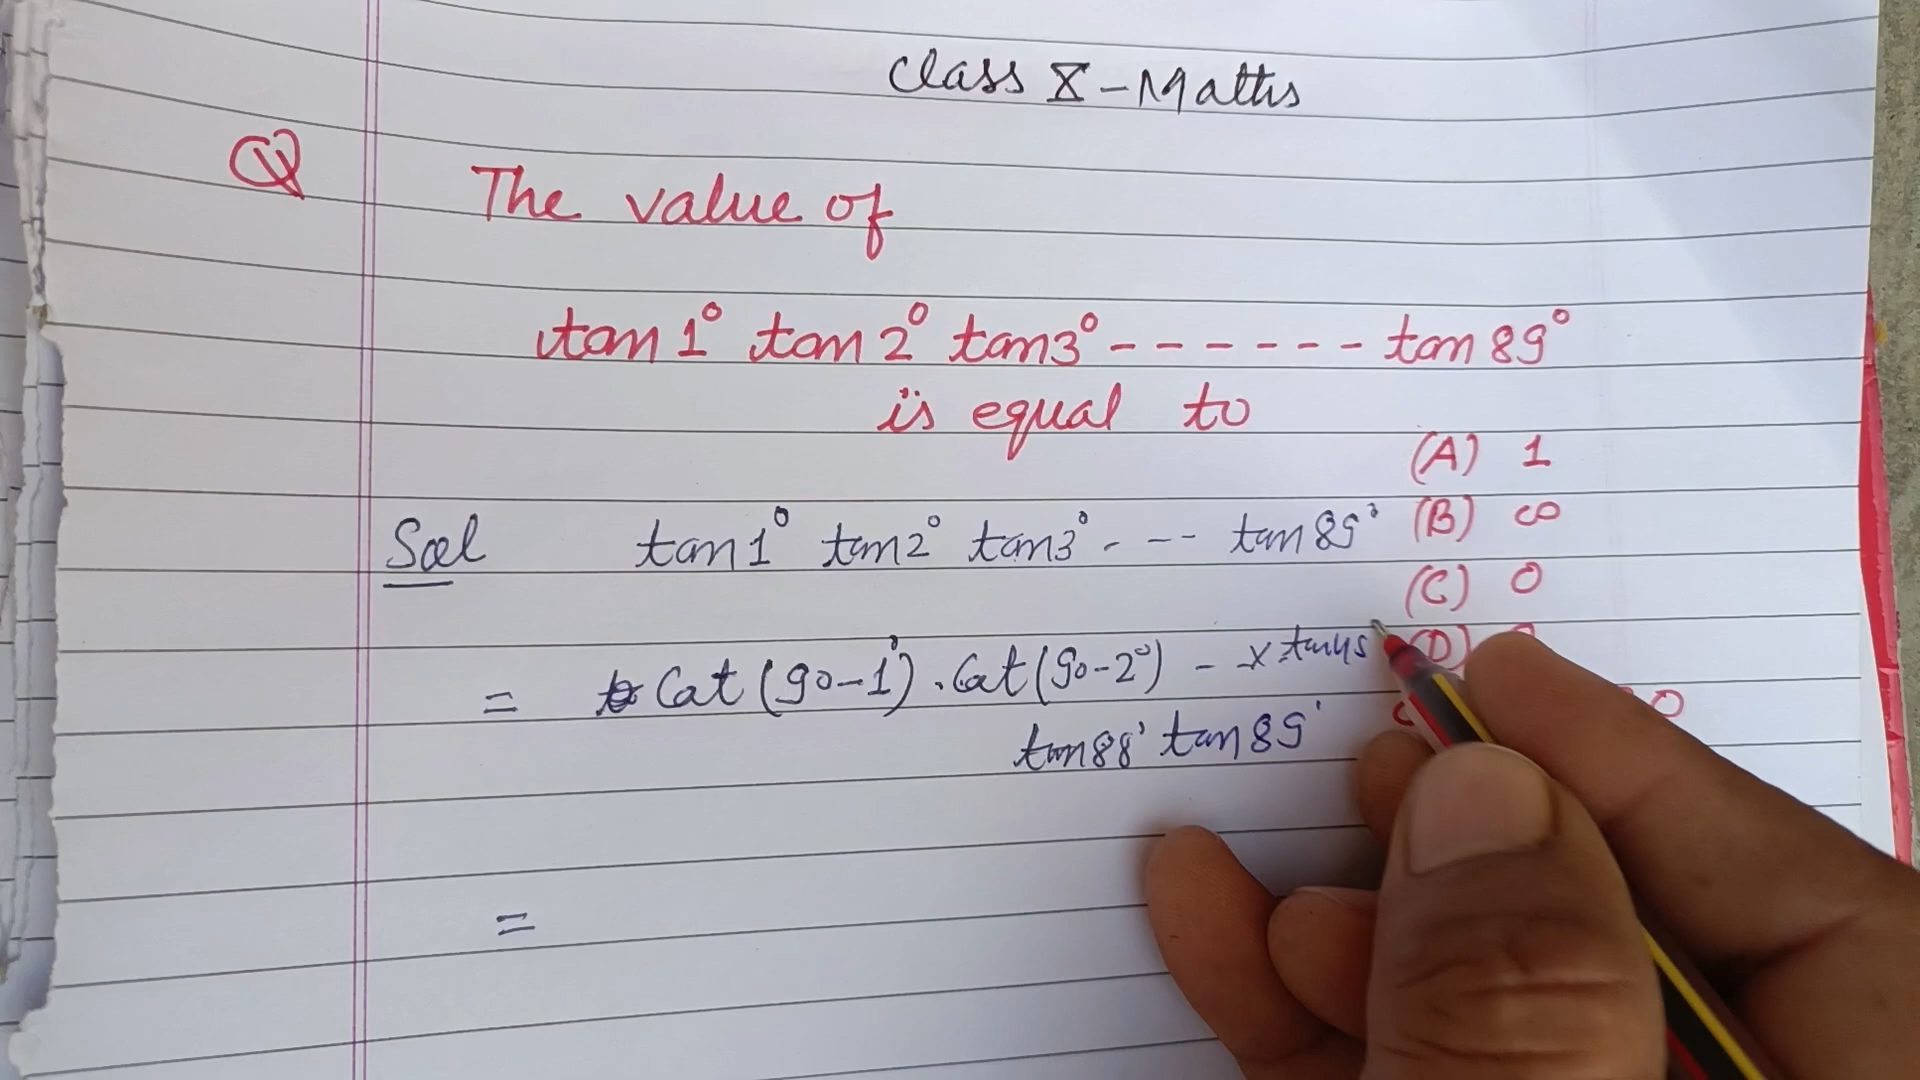 Class X - Maths
Q The value of
tan 1° tan 2° tan 3° - - - - - - tan 89°
is equal to
(A) 1
(B) ∞
(C) 0
(D)
Sol tan 1° tan 2° tan 3° - - - tan 89°
= Cot (90-1°) . Cot (90-2°) - - x tan 45
tan 88° tan 89°
=